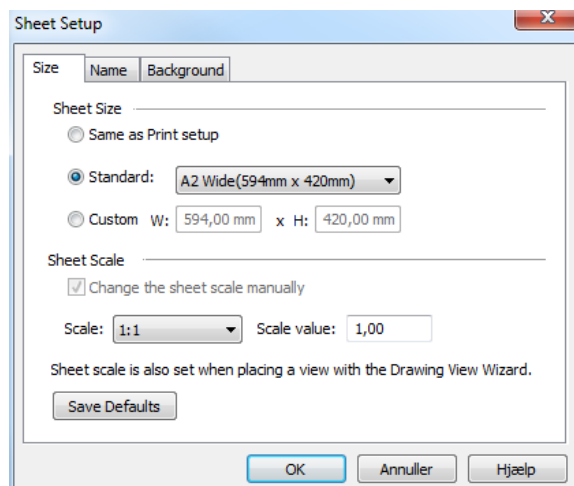 Sheet Setup
Size Name Background
Sheet Size
Same as Print setup
Standard: A2 Wide(594mm x 420mm)
Custom W: 594,00 mm x H: 420,00 mm
Sheet Scale
Change the sheet scale manually
Scale: 1:1 Scale value: 1,00
Sheet scale is also set when placing a view with the Drawing View Wizard.
Save Defaults
OK Annuller Hjælp